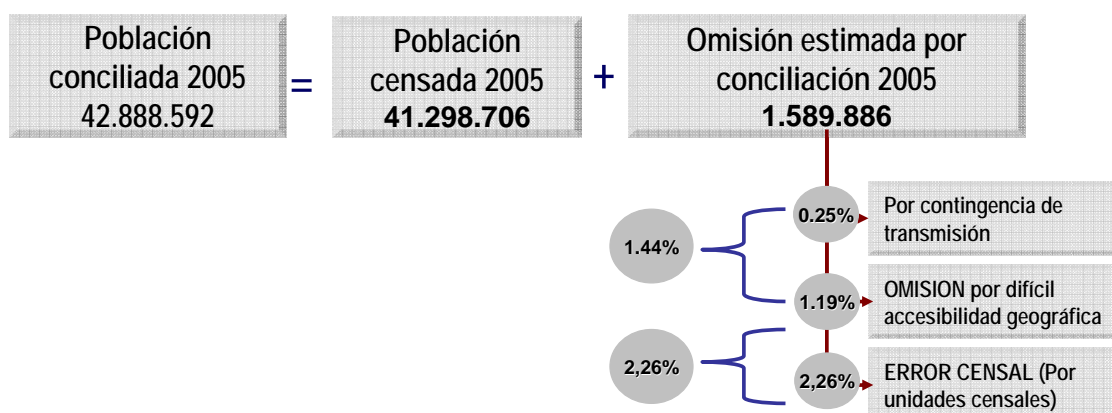 Población
conciliada 2005
42.888.592
=
Población
censada 2005
41.298.706
+
Omisión estimada por
conciliación 2005
1.589.886
0.25%
Por contingencia de
transmisión
1.44%
1.19%
OMISION por difícil
accesibilidad geográfica
2,26%
2,26%
ERROR CENSAL (Por
unidades censales)